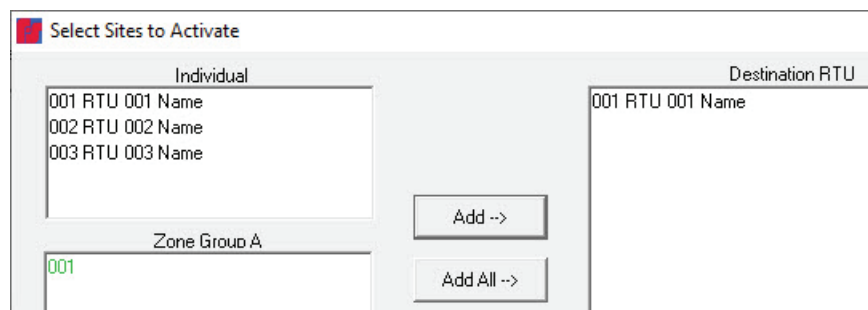 Select Sites to Activate
Individual
001 RTU 001 Name
002 RTU 002 Name
003 RTU 003 Name
Zone Group A
001
Add -->
Add All -->
Destination RTU
001 RTU 001 Name